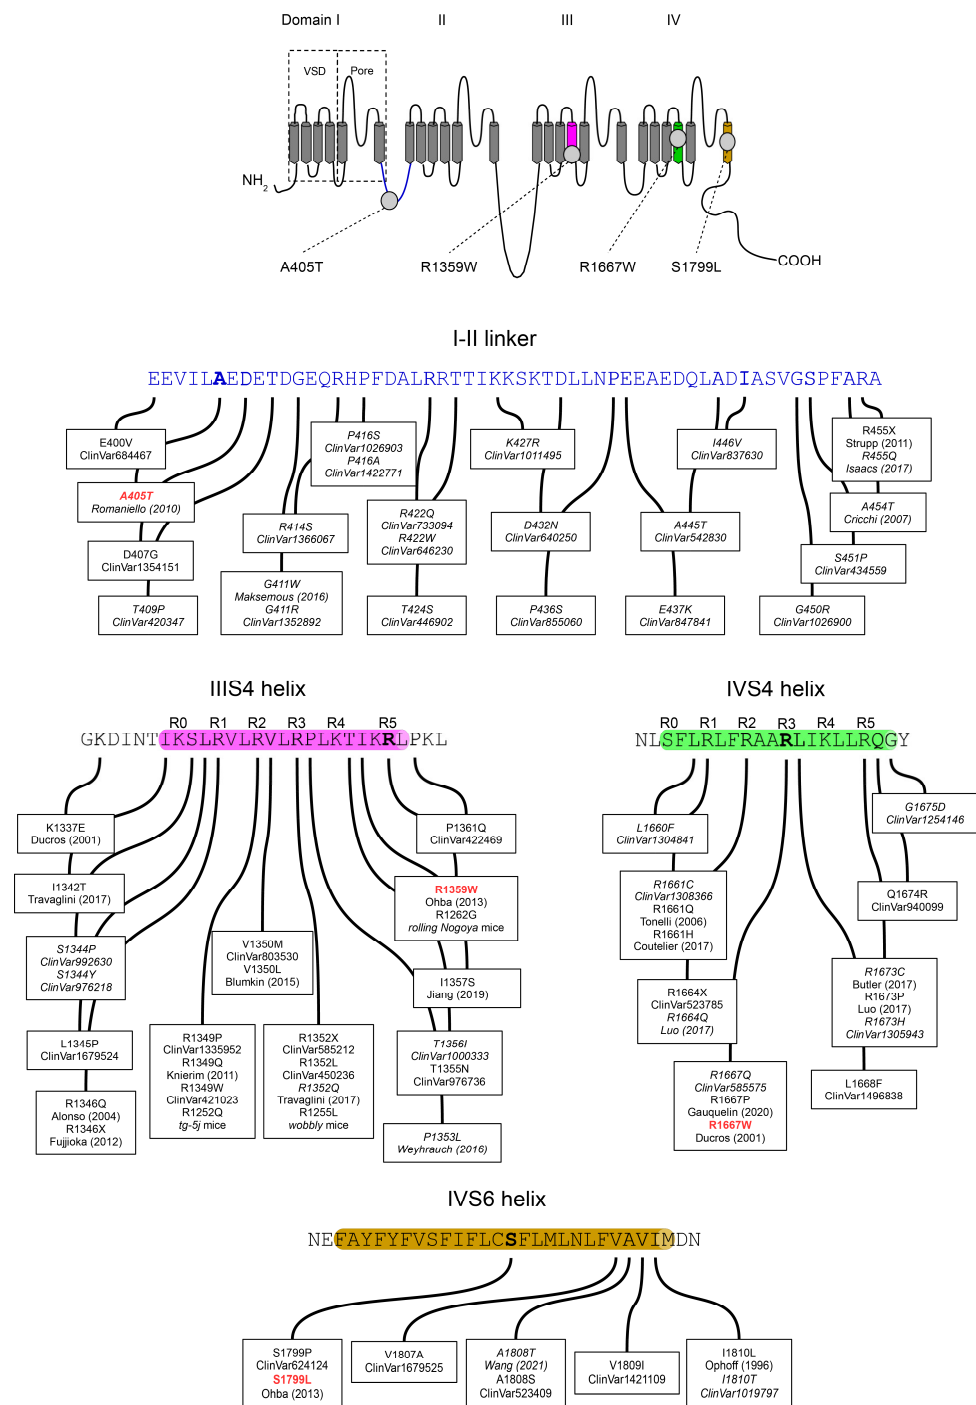 Domain I II III IV
VSD Pore
NH2
COOH
A405T R1359W R1667W S1799L
I-II linker
EEVILAEDETDGEQRHPFDALRRTTIKKSKTDLLNPEEAEDQLADIASVGSPFARA
E400V
ClinVar684467
A405T
Romaniello (2010)
D407G
ClinVar1354151
T409P
ClinVar420347
R414S
ClinVar1366067
G411W
Maksemous (2016)
G411R
ClinVar1352892
P416S
ClinVar1026903
P416A
ClinVar1422771
R422Q
ClinVar733094
R422W
ClinVar646230
T424S
ClinVar446902
K427R
ClinVar1011495
D432N
ClinVar640250
P436S
ClinVar855060
I446V
ClinVar837630
A445T
ClinVar542830
E437K
ClinVar847841
R455X
Strupp (2011)
R455Q
Isaacs (2017)
A454T
Cricchi (2007)
S451P
ClinVar434559
G450R
ClinVar1026900
IIIS4 helix
R0 R1 R2 R3 R4 R5
GKDINTIKSLRVLRVLRPLKTIKRLPKL
K1337E
Ducros (2001)
I1342T
Travaglini (2017)
S1344P
ClinVar992630
S1344Y
ClinVar976218
L1345P
ClinVar1679524
R1346Q
Alonso (2004)
R1346X
Fujjioka (2012)
V1350M
ClinVar803530
V1350L
Blumkin (2015)
R1349P
ClinVar1335952
R1349Q
Knierim (2011)
R1349W
ClinVar421023
R1252Q
tg-5j mice
R1352X
ClinVar585212
R1352L
ClinVar450236
R1352Q
Travaglini (2017)
R1255L
wobbly mice
P1361Q
ClinVar422469
R1359W
Ohba (2013)
R1262G
rolling Nogoya mice
I1357S
Jiang (2019)
T1356I
ClinVar1000333
T1355N
ClinVar976736
P1353L
Weyhrauch (2016)
IVS4 helix
R0 R1 R2 R3 R4 R5
NLSFLRLFRAARLIKLLRQGY
L1660F
ClinVar1304841
R1661C
ClinVar1308366
R1661Q
Tonelli (2006)
R1661H
Coutelier (2017)
R1664X
ClinVar523785
R1664Q
Luo (2017)
R1667Q
ClinVar585575
R1667P
Gauquelin (2020)
R1667W
Ducros (2001)
G1675D
ClinVar1254146
Q1674R
ClinVar940099
R1673C
Butler (2017)
R1673P
Luo (2017)
R1673H
ClinVar1305943
L1668F
ClinVar1496838
IVS6 helix
NEFAYFYFVSFIFLCSFLMLNLFVAVIMDN
S1799P
ClinVar624124
S1799L
Ohba (2013)
V1807A
ClinVar1679525
A1808T
Wang (2021)
A1808S
ClinVar523409
V1809I
ClinVar1421109
I1810L
Ophoff (1996)
I1810T
ClinVar1019797